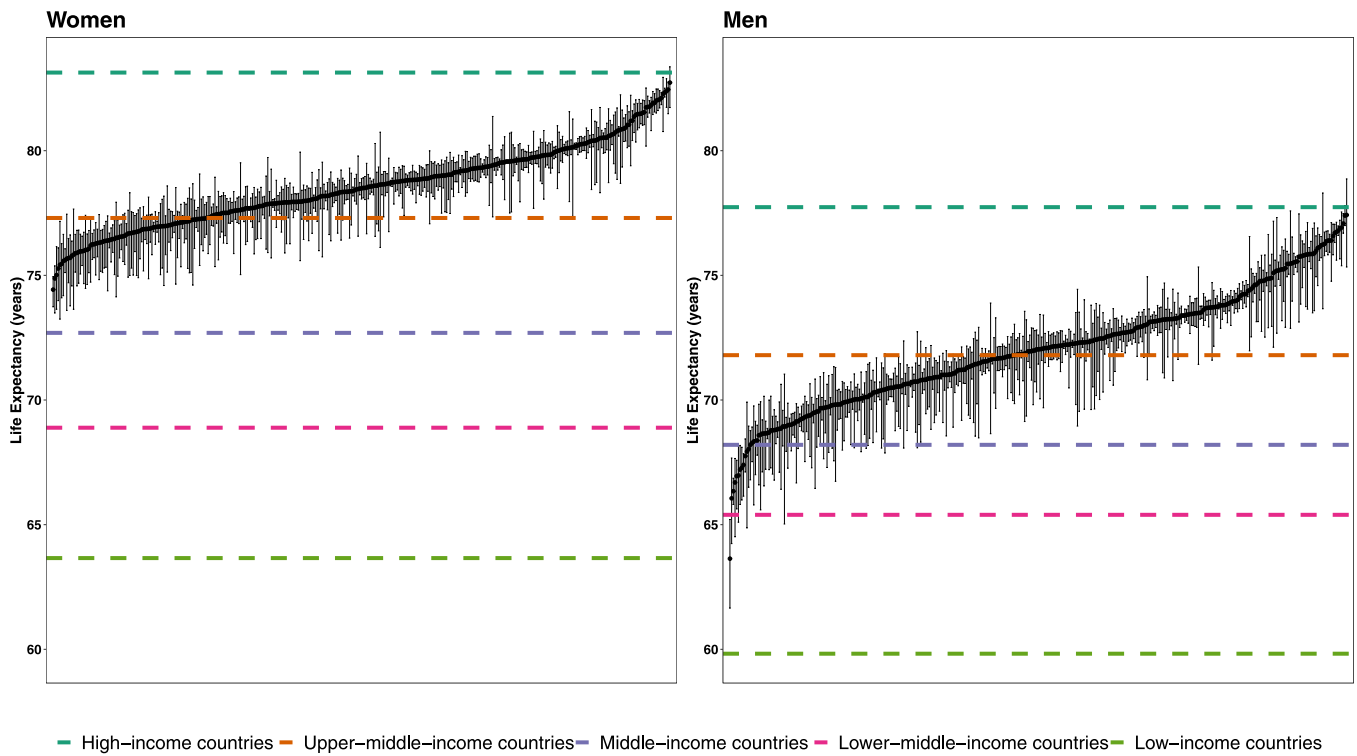 Women
Men
Life Expectancy (years)
80
75
70
65
60
Life Expectancy (years)
80
75
70
65
60
High−income countries Upper−middle−income countries Middle−income countries Lower−middle−income countries Low−income countries